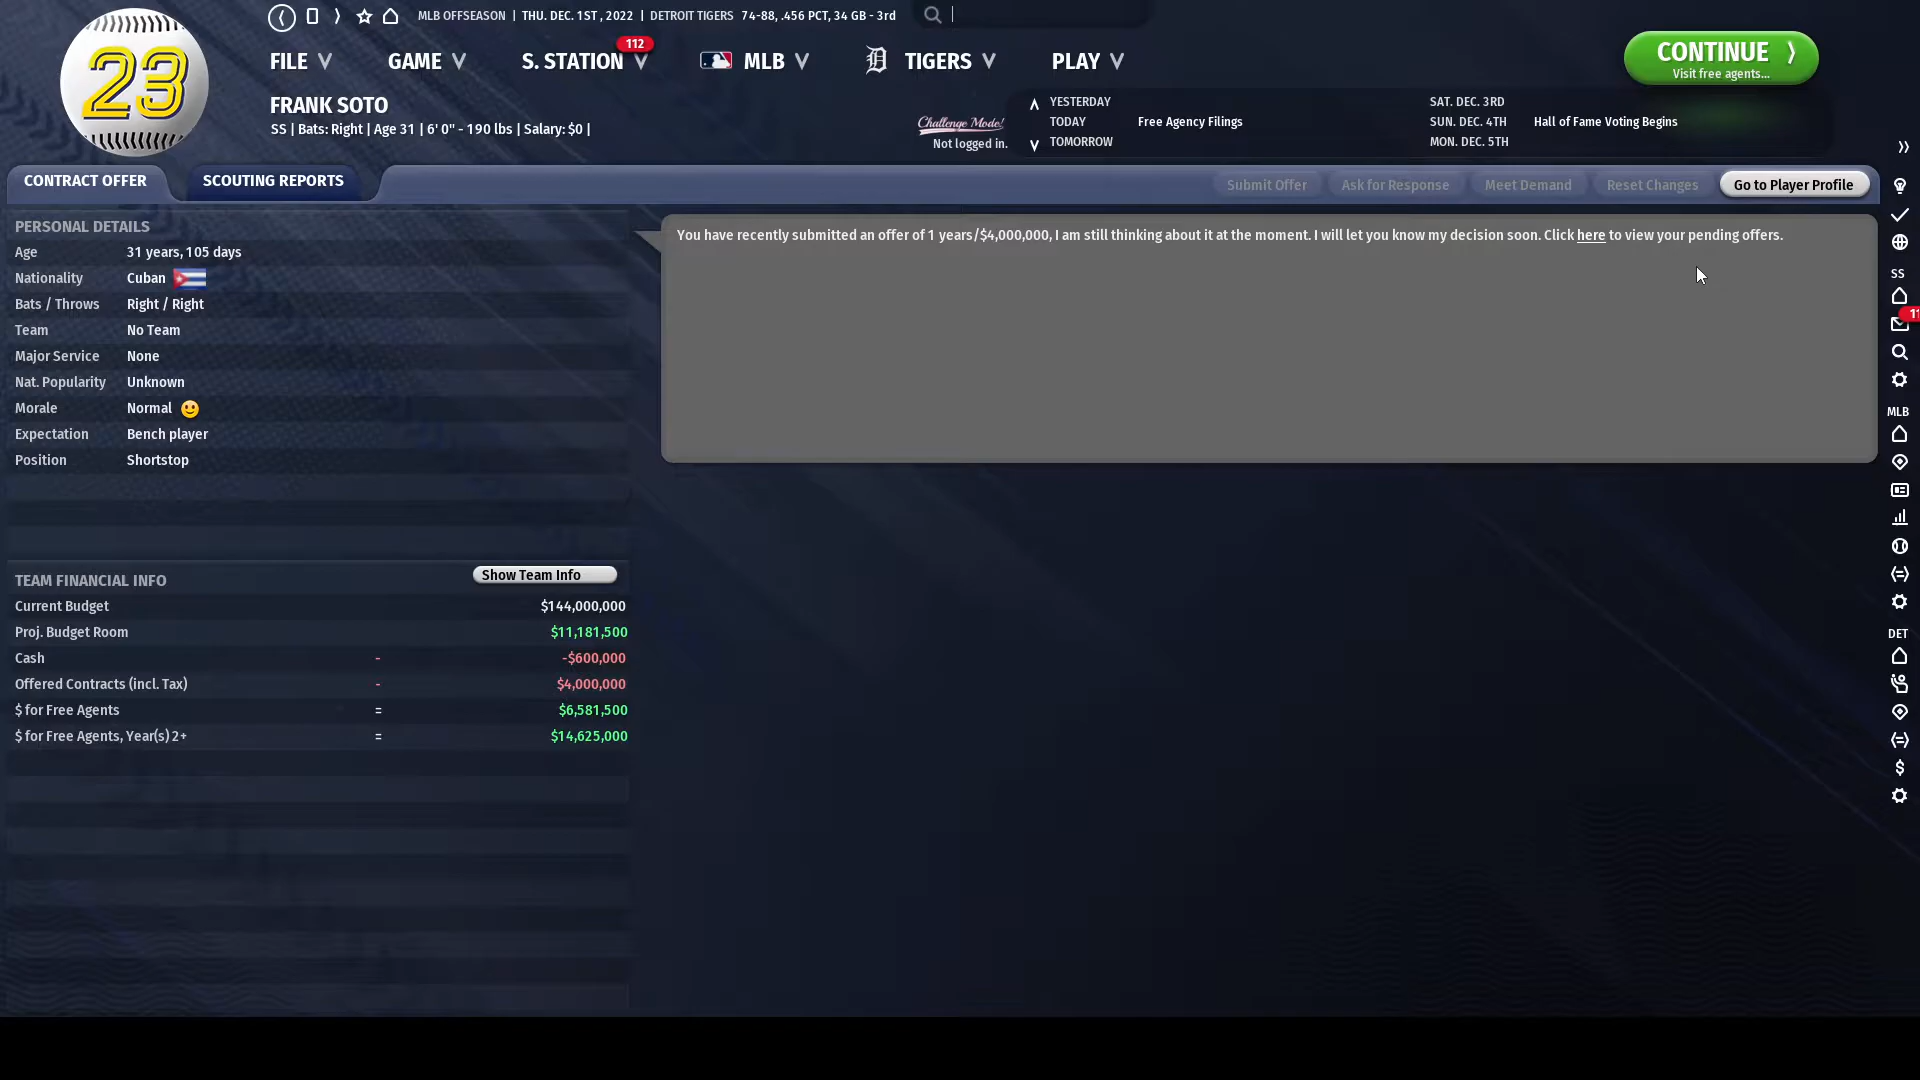 23
MLB OFFSEASON | THU. DEC. 1ST , 2022 | DETROIT TIGERS 74-88, .456 PCT, 34 GB - 3rd
FILE
GAME
S. STATION
112
MLB
TIGERS
PLAY
CONTINUE
Visit free agents...
FRANK SOTO
SS | Bats: Right | Age 31 | 6' 0" - 190 lbs | Salary: $0 |
Challenge Mode!
Not logged in.
YESTERDAY
TODAY Free Agency Filings
TOMORROW
SAT. DEC. 3RD
SUN. DEC. 4TH Hall of Fame Voting Begins
MON. DEC. 5TH
CONTRACT OFFER
SCOUTING REPORTS
Submit Offer
Ask for Response
Meet Demand
Reset Changes
Go to Player Profile
PERSONAL DETAILS
Age 31 years, 105 days
Nationality Cuban
Bats / Throws Right / Right
Team No Team
Major Service None
Nat. Popularity Unknown
Morale Normal
Expectation Bench player
Position Shortstop
You have recently submitted an offer of 1 years/$4,000,000, I am still thinking about it at the moment. I will let you know my decision soon. Click here to view your pending offers.
TEAM FINANCIAL INFO
Show Team Info
Current Budget $144,000,000
Proj. Budget Room $11,181,500
Cash - -$600,000
Offered Contracts (incl. Tax) - $4,000,000
$ for Free Agents = $6,581,500
$ for Free Agents, Year(s) 2+ = $14,625,000
SS
MLB
DET